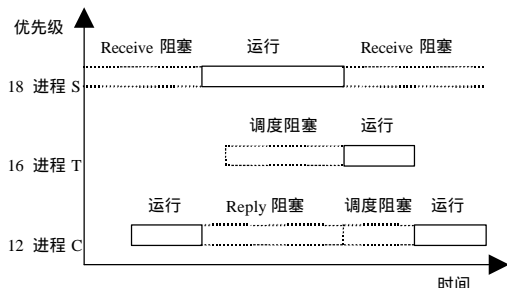 优先级
Receive 阻塞 运行 Receive 阻塞
18 进程 S
调度阻塞 运行
16 进程 T
运行 Reply 阻塞 调度阻塞 运行
12 进程 C
时间